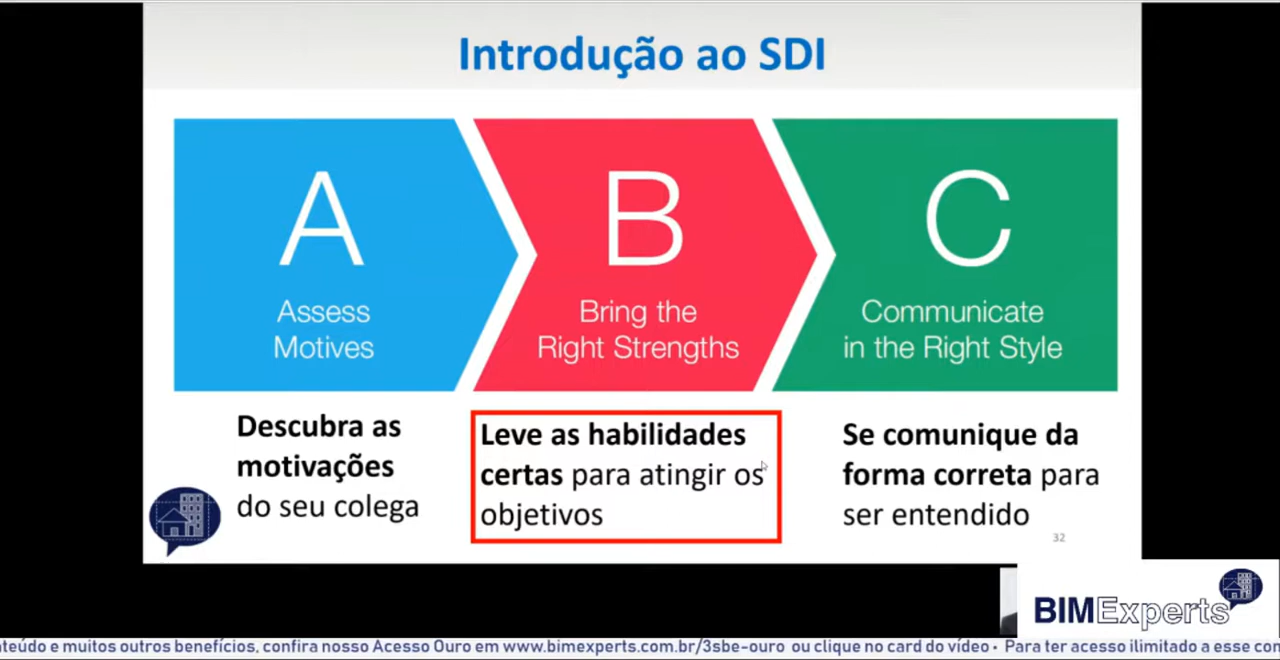 Introdução ao SDI
A
Assess
Motives
B
Bring the
Right Strengths
C
Communicate
in the Right Style
Descubra as
motivações
do seu colega
Leve as habilidades
certas para atingir os
objetivos
Se comunique da
forma correta para
ser entendido
32
BIMExperts
teúdo e muitos outros benefícios, confira nosso Acesso Ouro em www.bimexperts.com.br/3sbe-ouro ou clique no card do vídeo • Para ter acesso ilimitado a esse con